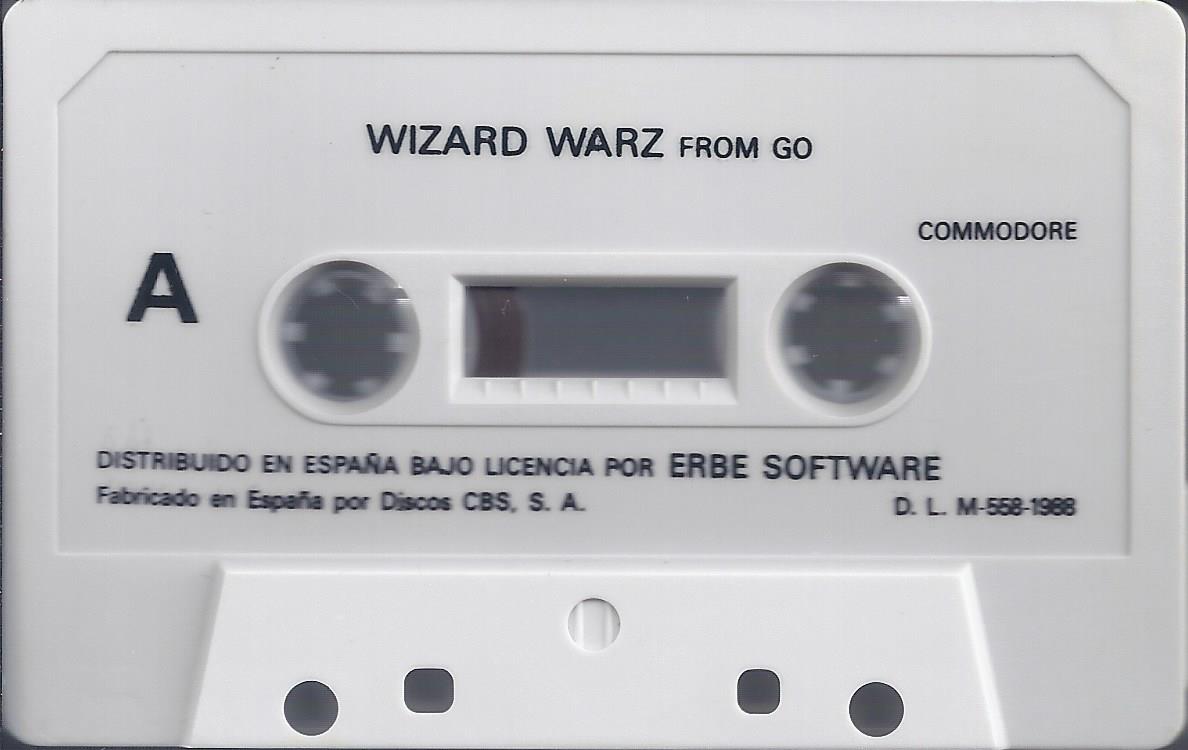 WIZARD WARZ FROM GO
COMMODORE
A
DISTRIBUIDO EN ESPAÑA BAJO LICENCIA POR ERBE SOFTWARE
Fabricado en España por Discos CBS, S. A. D. L. M-558-1988